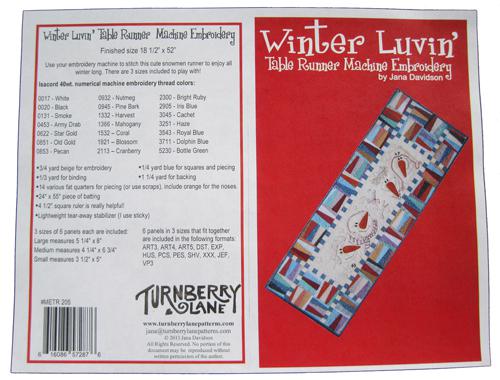 Winter Luvin' Table Runner Machine Embroidery
Finished size 18 1/2" x 52"
Use your embroidery machine to stitch this cute snowmen runner to enjoy all
winter long. There are 3 sizes included to play with!
Isacord 40wt. numerical machine embroidery thread colors:
0017 - White 0932 - Nutmeg 2300 - Bright Ruby
0020 - Black 0945 - Pine Bark 2905 - Iris Blue
0131 - Smoke 1332 - Harvest 3045 - Cachet
0453 - Army Drab 1366 - Mahogany 3251 - Haze
0622 - Star Gold 1532 - Coral 3543 - Royal Blue
0851 - Old Gold 1921 - Blossom 3711 - Dolphin Blue
0853 - Pecan 2113 - Cranberry 5230 - Bottle Green
•3/4 yard beige for embroidery •1/4 yard blue for squares and piecing
•1/3 yard for binding •1 1/4 yard for backing
•14 various fat quarters for piecing (or use scraps), include orange for the noses.
•24" x 55" piece of batting
•4 1/2" square ruler is really helpful!
•Lightweight tear-away stabilizer (I use sticky)
3 sizes of 6 panels each are included:
Large measures 5 1/4" x 8"
Medium measures 4 1/4" x 6 3/4"
Small measures 3 1/2" x 5"
6 panels in 3 sizes that fit together
are included in the following formats:
ART3, ART4, ART5, DST, EXP,
HUS, PCS, PES, SHV, XXX, JEF,
VP3
#METR 205
6 16086 57287 6
TURNBERRY
LANE
www.turnberrylanepatterns.com
jana@turnberrylanepatterns.com
© 2013 Jana Davidson
All Rights Reserved. No portion of this
document may be reproduced without
written permission of the author.
Winter Luvin'
Table Runner Machine Embroidery
by Jana Davidson